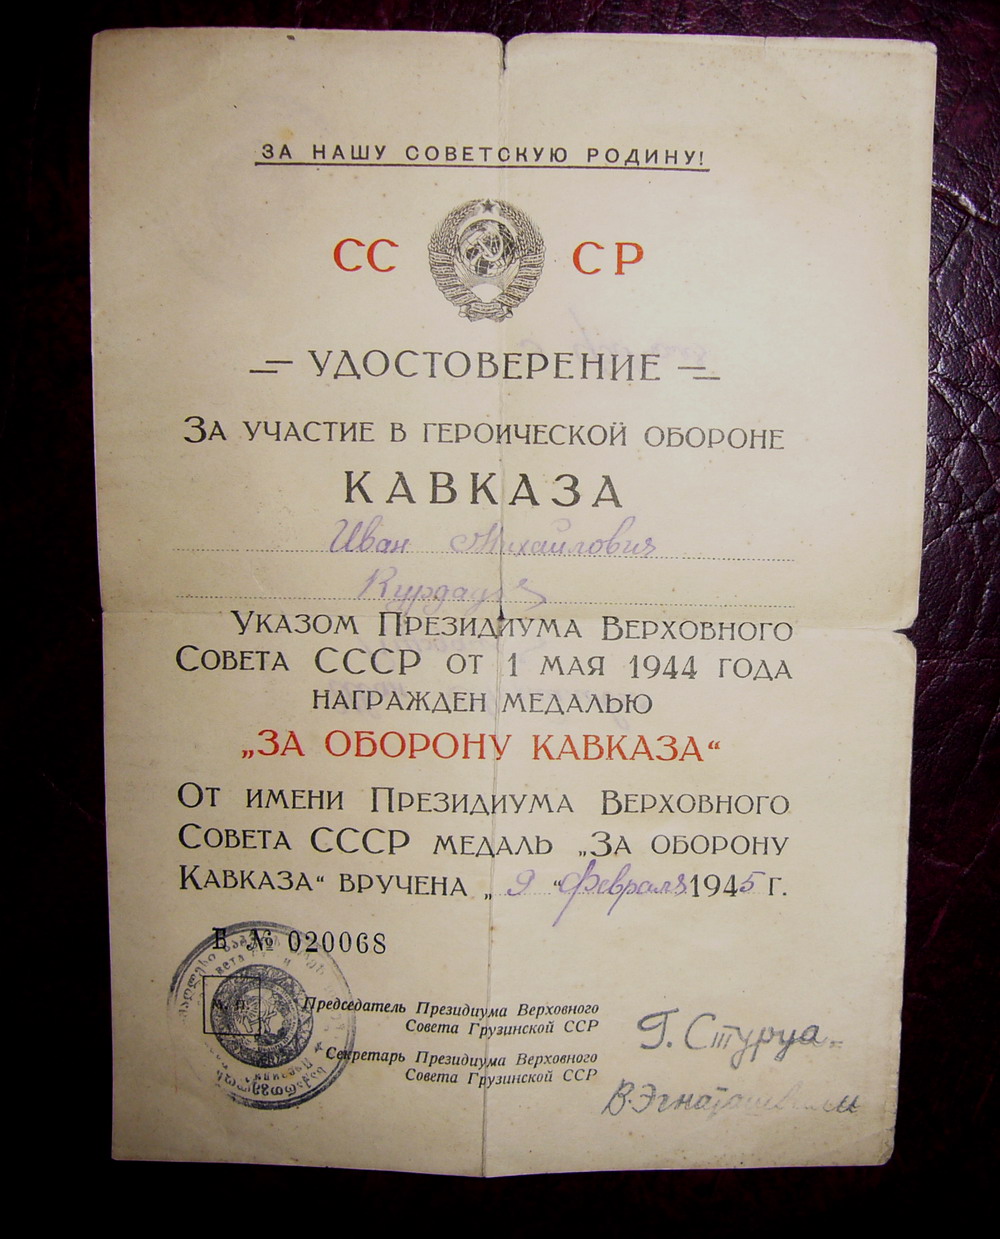 ЗА НАШУ СОВЕТСКУЮ РОДИНУ!
СС СР
УДОСТОВЕРЕНИЕ
ЗА УЧАСТИЕ В ГЕРОИЧЕСКОЙ ОБОРОНЕ
КАВКАЗА
Иван Михайлович
УКАЗОМ ПРЕЗИДИУМА ВЕРХОВНОГО
СОВЕТА СССР ОТ 1 МАЯ 1944 ГОДА
НАГРАЖДЕН МЕДАЛЬЮ
„ЗА ОБОРОНУ КАВКАЗА“
ОТ ИМЕНИ ПРЕЗИДИУМА ВЕРХОВНОГО
СОВЕТА СССР МЕДАЛЬ „ЗА ОБОРОНУ
КАВКАЗА“ ВРУЧЕНА „ 9 “ февраля 1945 Г.
Б № 020068
м. п.
Председатель Президиума Верховного
Совета Грузинской ССР
Г. Стуруа.
Секретарь Президиума Верховного
Совета Грузинской ССР
В. Эгнаташвили